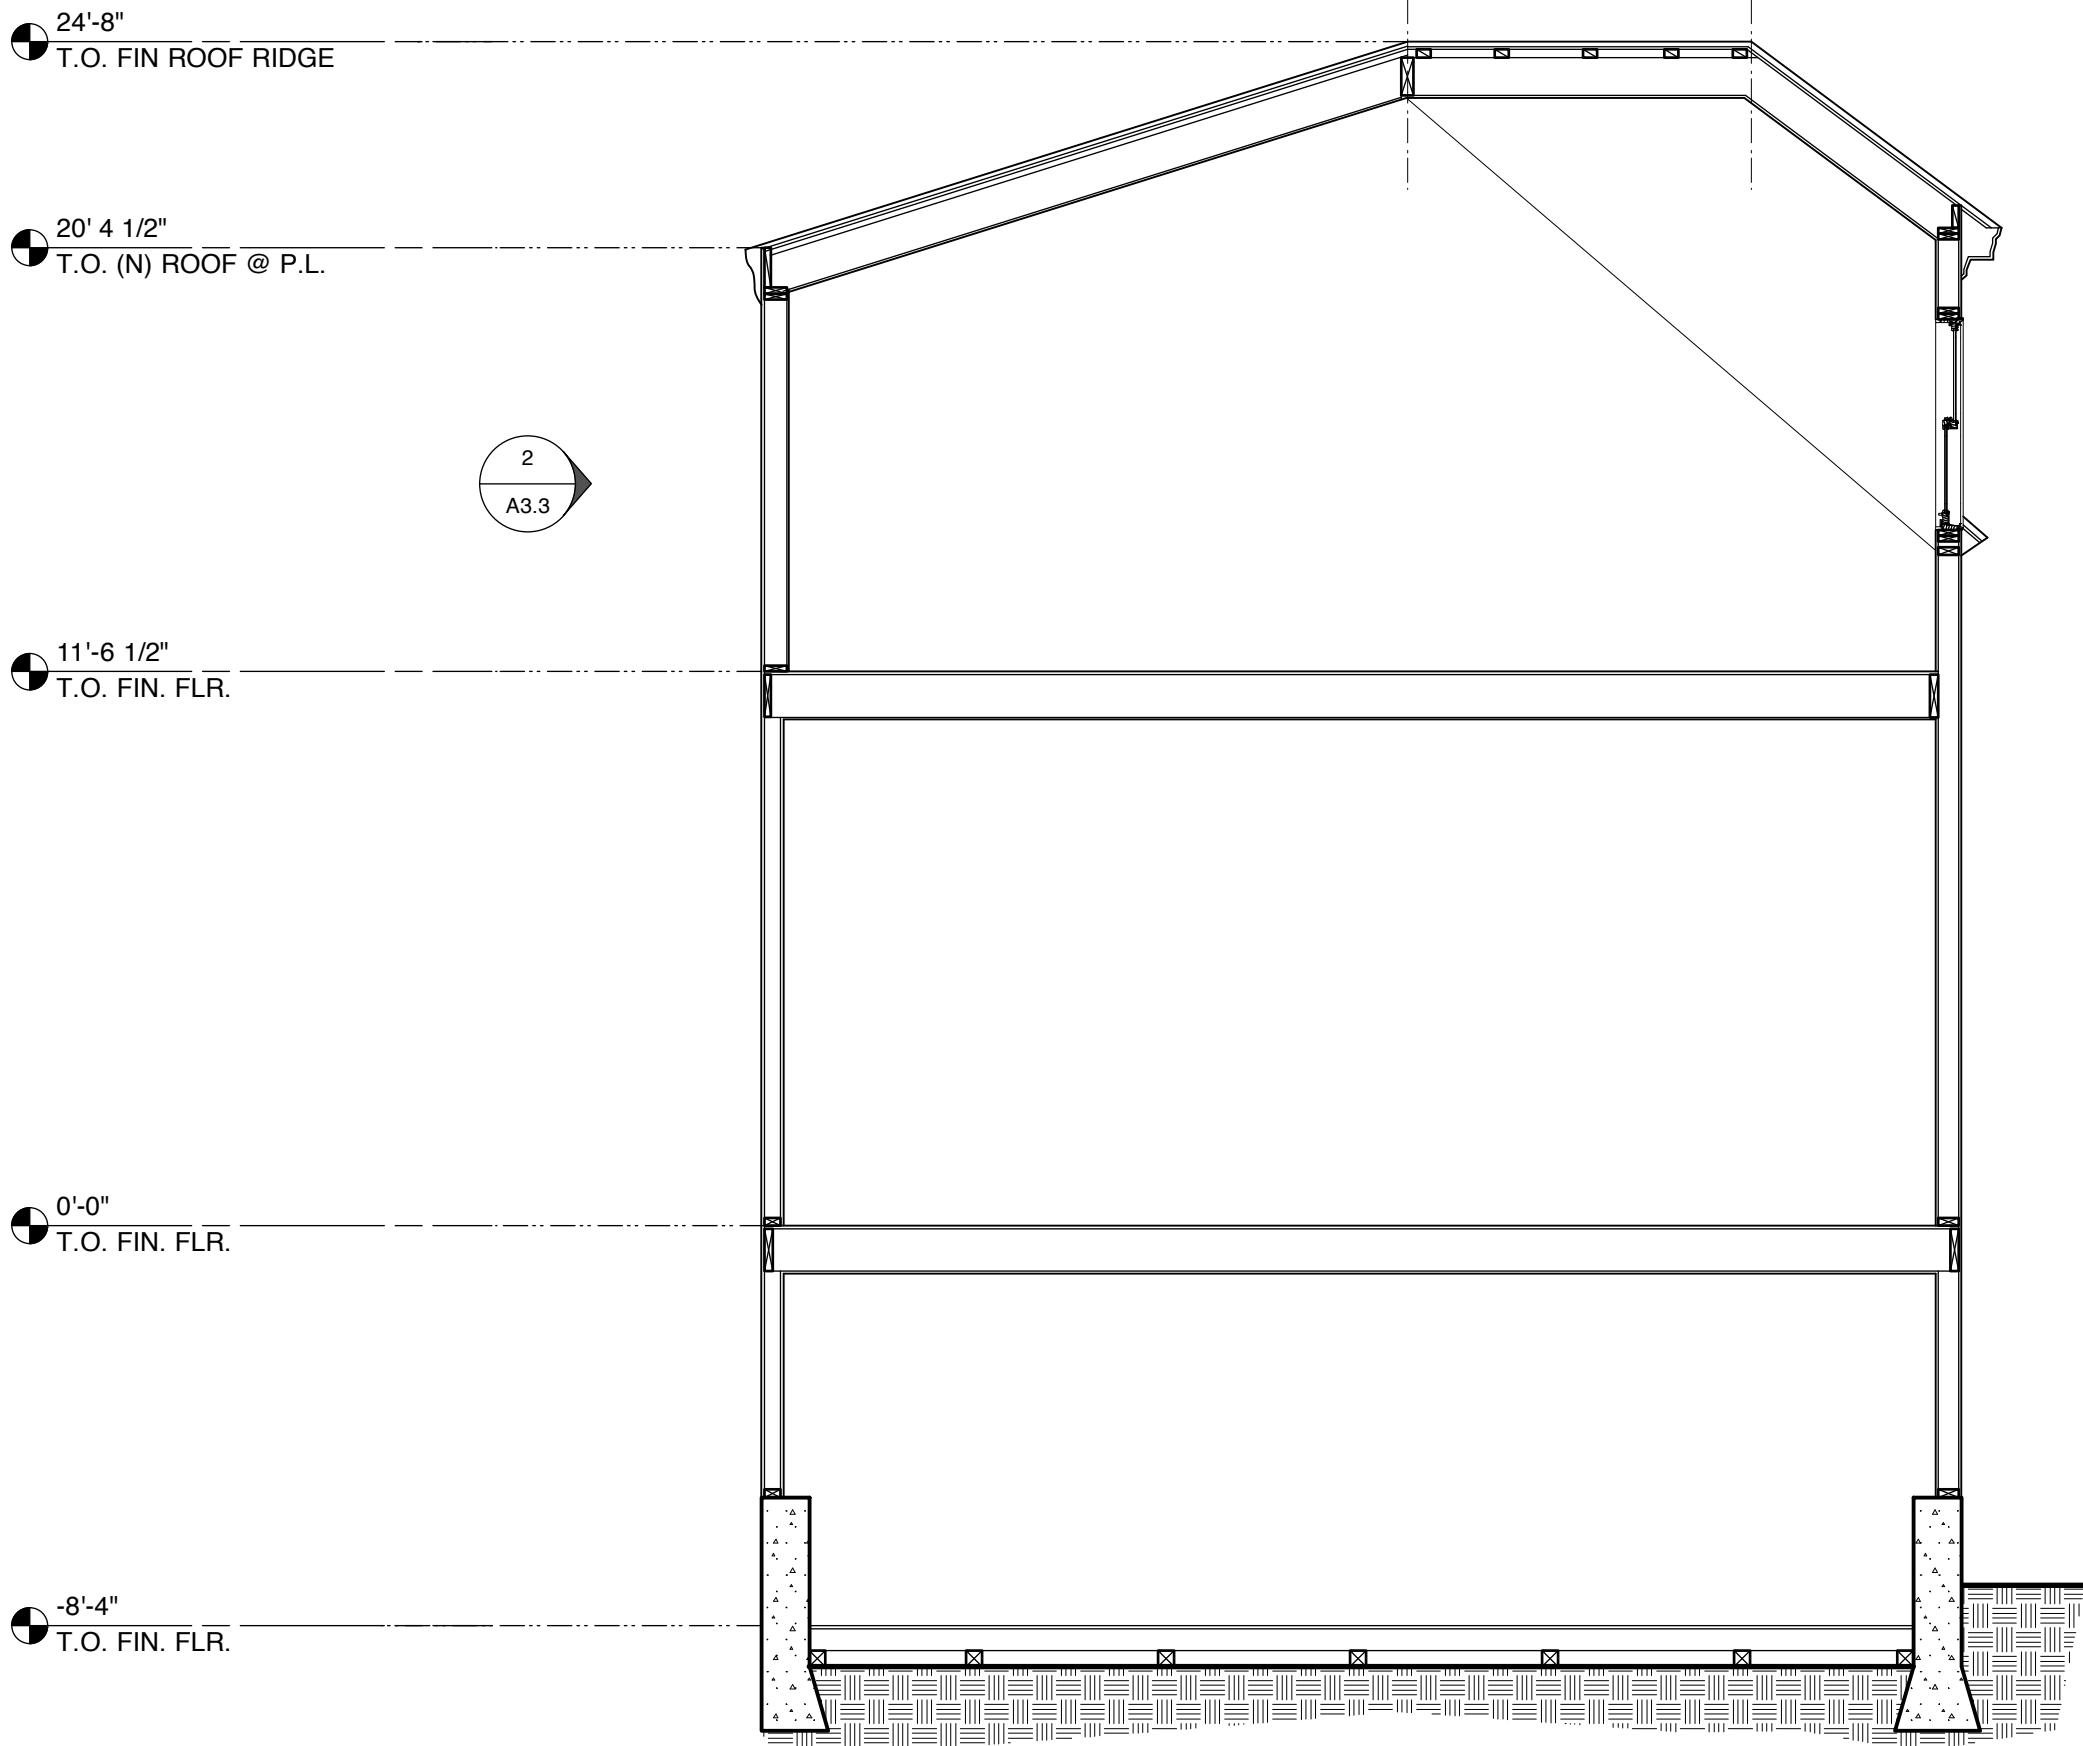 24'-8"
T.O. FIN ROOF RIDGE
20' 4 1/2"
T.O. (N) ROOF @ P.L.
2
A3.3
11'-6 1/2"
T.O. FIN. FLR.
0'-0"
T.O. FIN. FLR.
-8'-4"
T.O. FIN. FLR.